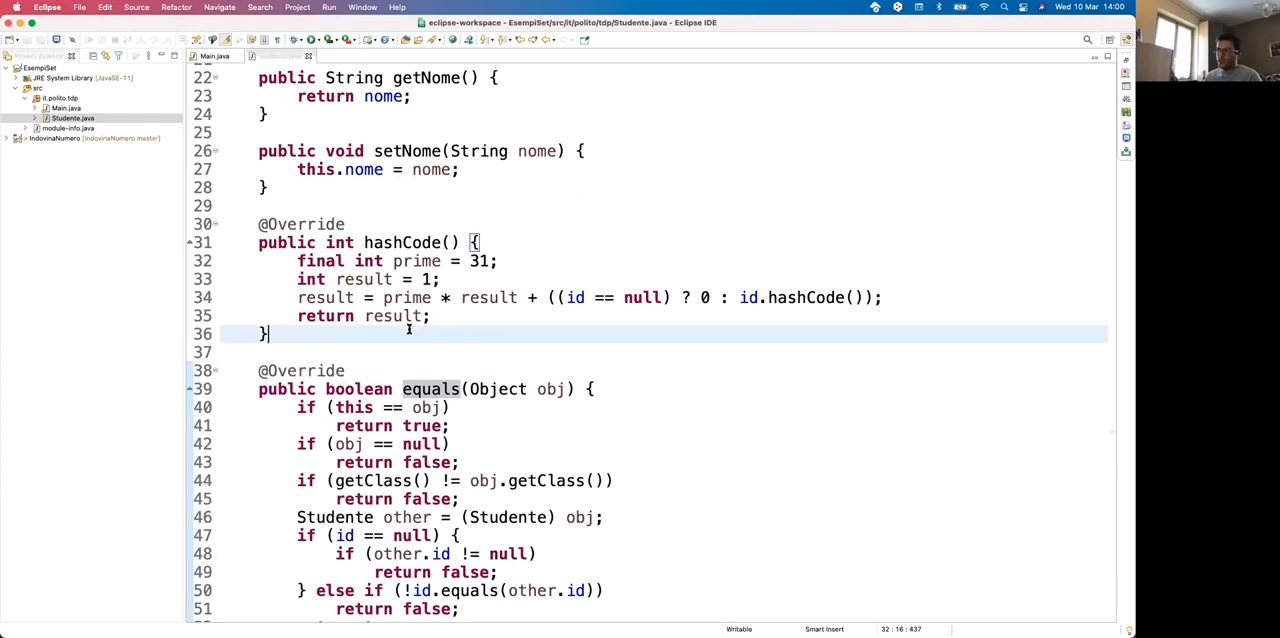 Eclipse File Edit Source Refactor Navigate Search Project Run Window Help Wed 10 Mar 14:00
eclipse-workspace - EsempiSet/src/it/polito/tdp/Studente.java - Eclipse IDE
Project Explorer
EsempiSet
JRE System Library [JavaSE-11]
src
it.polito.tdp
Main.java
Studente.java
module-info.java
> IndovinaNumero [IndovinaNumero master]
Main.java Studente.java
22 public String getNome() {
23 return nome;
24 }
25
26 public void setNome(String nome) {
27 this.nome = nome;
28 }
29
30 @Override
31 public int hashCode() {
32 final int prime = 31;
33 int result = 1;
34 result = prime * result + ((id == null) ? 0 : id.hashCode());
35 return result;
36 }
37
38 @Override
39 public boolean equals(Object obj) {
40 if (this == obj)
41 return true;
42 if (obj == null)
43 return false;
44 if (getClass() != obj.getClass())
45 return false;
46 Studente other = (Studente) obj;
47 if (id == null) {
48 if (other.id != null)
49 return false;
50 } else if (!id.equals(other.id))
51 return false;
Writable Smart Insert 32 : 16 : 437